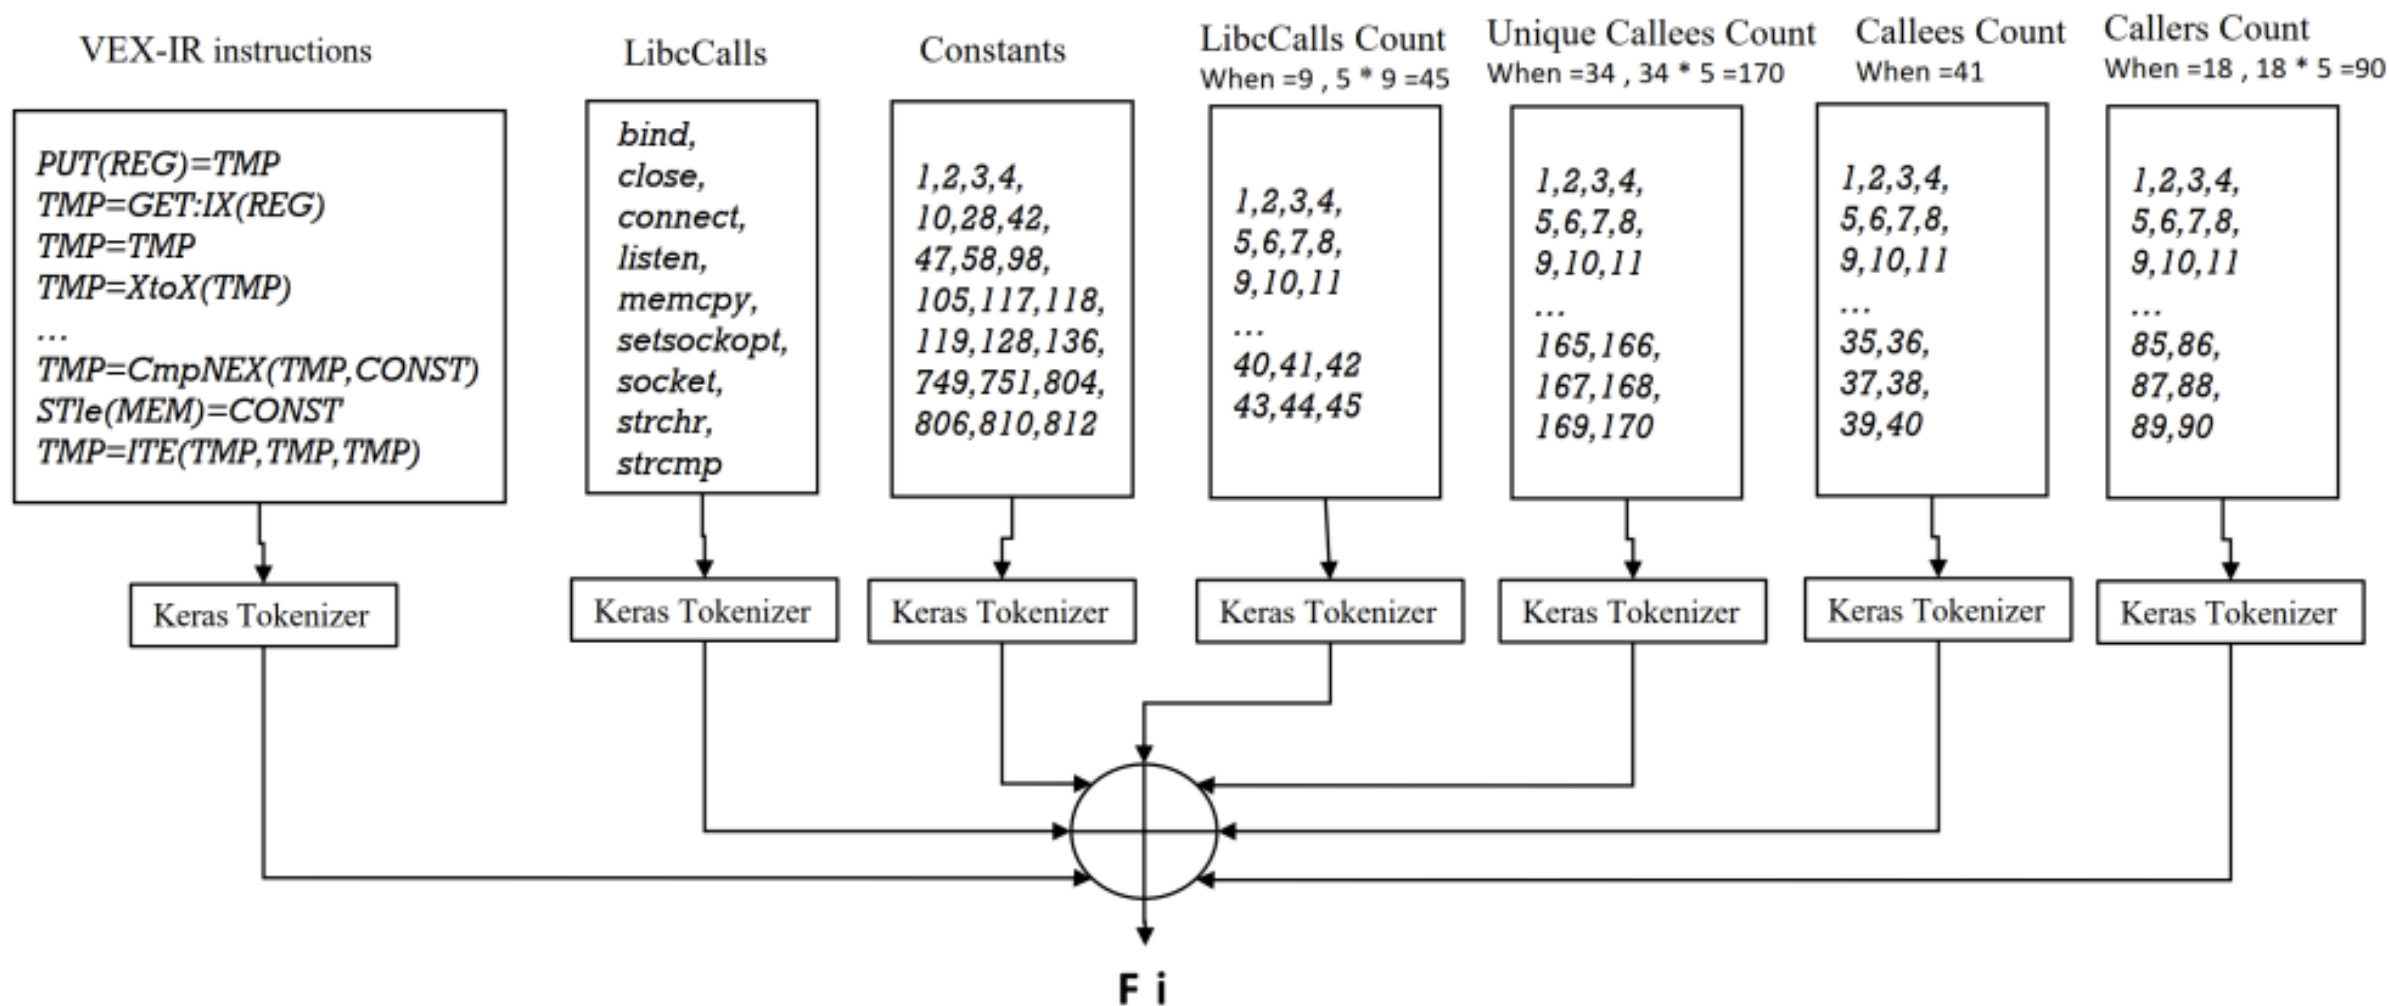 VEX-IR instructions
PUT(REG)=TMP
TMP=GET:IX(REG)
TMP=TMP
TMP=XtoX(TMP)
...
TMP=CmpNEX(TMP,CONST)
STle(MEM)=CONST
TMP=ITE(TMP,TMP,TMP)
Keras Tokenizer
LibcCalls
bind,
close,
connect,
listen,
memcpy,
setsockopt,
socket,
strchr,
strcmp
Keras Tokenizer
Constants
1,2,3,4,
10,28,42,
47,58,98,
105,117,118,
119,128,136,
749,751,804,
806,810,812
Keras Tokenizer
LibcCalls Count
When =9 , 5 * 9 =45
1,2,3,4,
5,6,7,8,
9,10,11
...
40,41,42
43,44,45
Keras Tokenizer
Unique Callees Count
When =34 , 34 * 5 =170
1,2,3,4,
5,6,7,8,
9,10,11
...
165,166,
167,168,
169,170
Keras Tokenizer
Callees Count
When =41
1,2,3,4,
5,6,7,8,
9,10,11
...
35,36,
37,38,
39,40
Keras Tokenizer
Callers Count
When =18 , 18 * 5 =90
1,2,3,4,
5,6,7,8,
9,10,11
...
85,86,
87,88,
89,90
Keras Tokenizer
F i